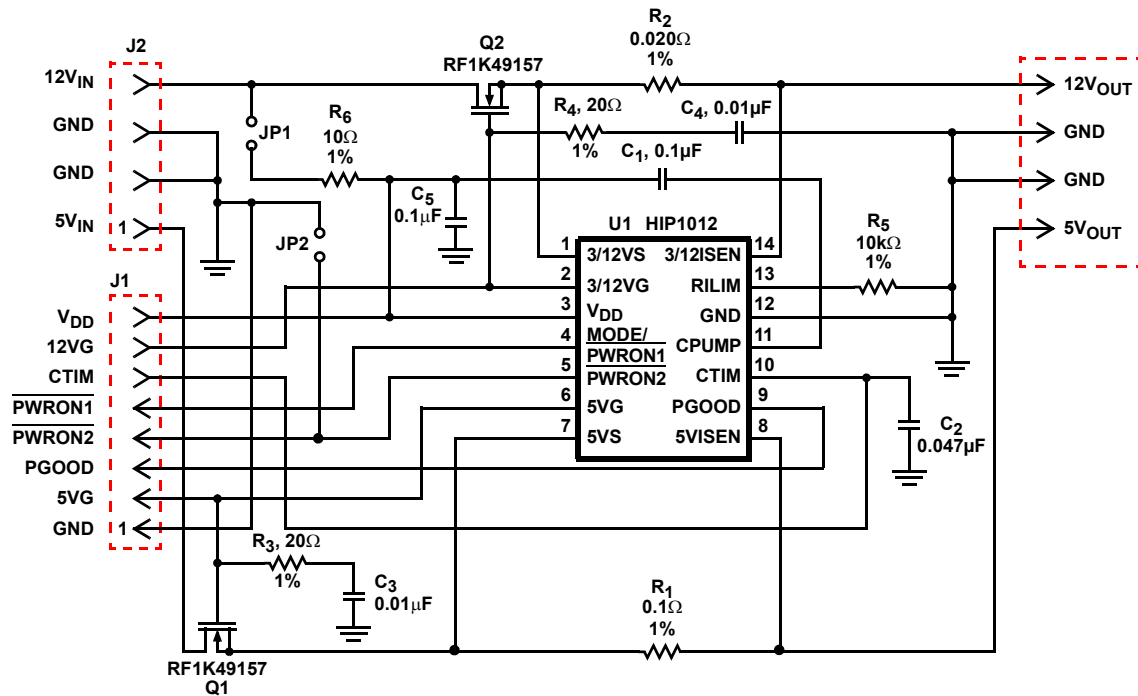 J2
12V_IN
GND
GND
5V_IN
1
JP1
R6
10Ω
1%
Q2
RF1K49157
R2
0.020Ω
1%
R4, 20Ω
1%
C4, 0.01µF
C1, 0.1µF
C5
0.1µF
JP2
12V_OUT
GND
GND
5V_OUT
R5
10kΩ
1%
U1 HIP1012
1 3/12VS
2 3/12VG
3 VDD
4 MODE/
PWRON1
5 PWRON2
6 5VG
7 5VS
3/12ISEN 14
RILIM 13
GND 12
CPUMP 11
CTIM 10
PGOOD 9
5VISEN 8
C2
0.047µF
J1
VDD
12VG
CTIM
PWRON1
PWRON2
PGOOD
5VG
GND
1
R3, 20Ω
1%
C3
0.01µF
RF1K49157
Q1
R1
0.1Ω
1%